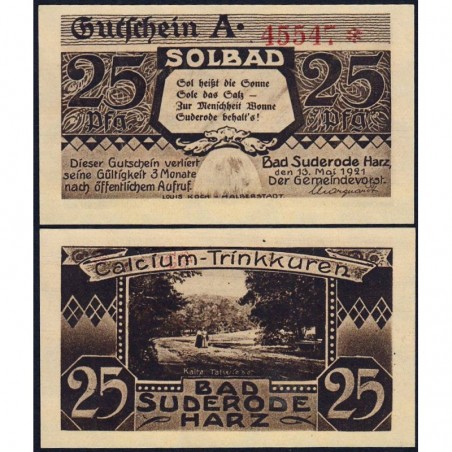 Gutschein A. 45547 *
SOLBAD
25 Pfg
25 Pfg
Sol heißt die Sonne
Sole das Salz –
Zur Menschheit Wonne
Suderode behalt's!
Dieser Gutschein verliert
seine Gültigkeit 3 Monate
nach öffentlichem Aufruf.
Bad Suderode Harz,
den 13. Mai 1921
Der Gemeindevorst.
LOUIS KOCH - HALBERSTADT.
Calcium-Trinkkuren
25
25
BAD
SUDERODE
HARZ